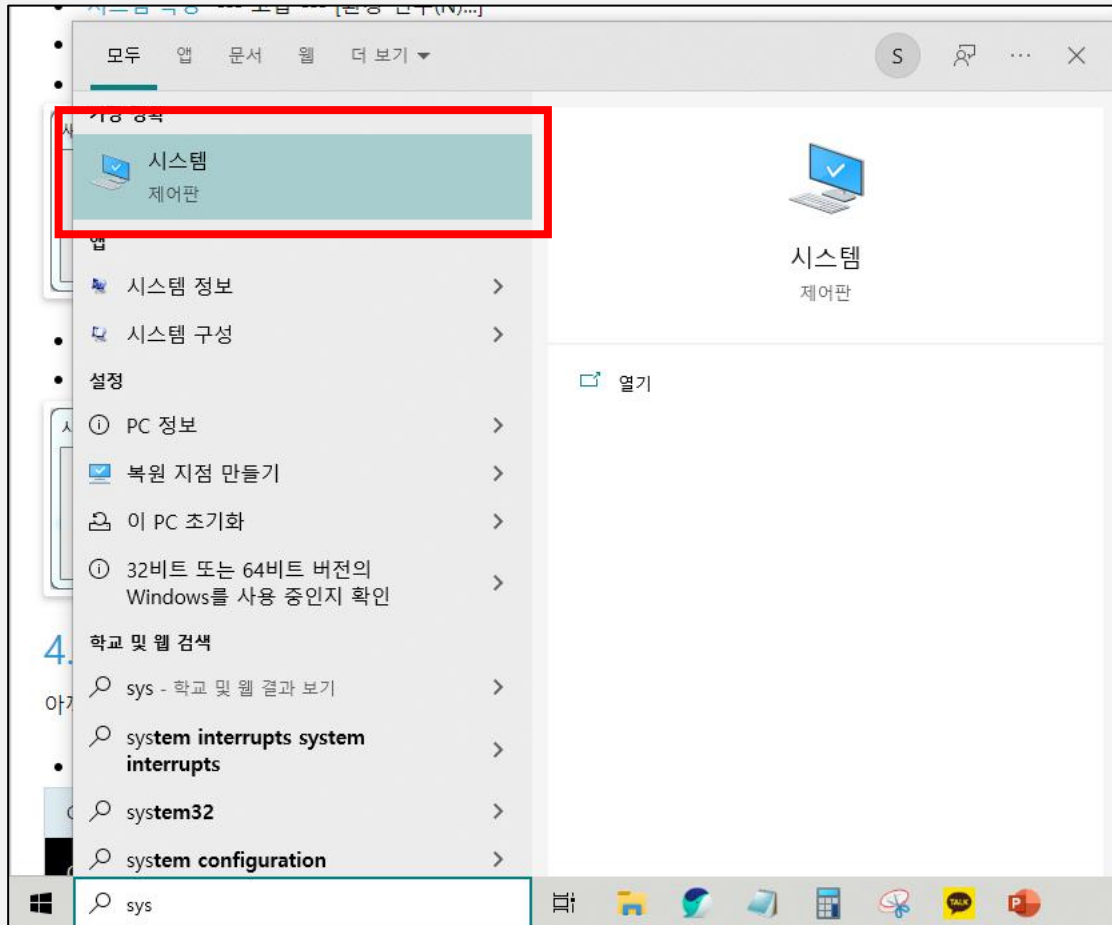 모두 앱 문서 웹 더 보기 S
시스템
제어판
앱
시스템 정보
시스템 구성
설정
PC 정보
복원 지점 만들기
이 PC 초기화
32비트 또는 64비트 버전의
Windows를 사용 중인지 확인
학교 및 웹 검색
sys - 학교 및 웹 결과 보기
system interrupts system
interrupts
system32
system configuration
sys
시스템
제어판
열기
4.
TALK
P